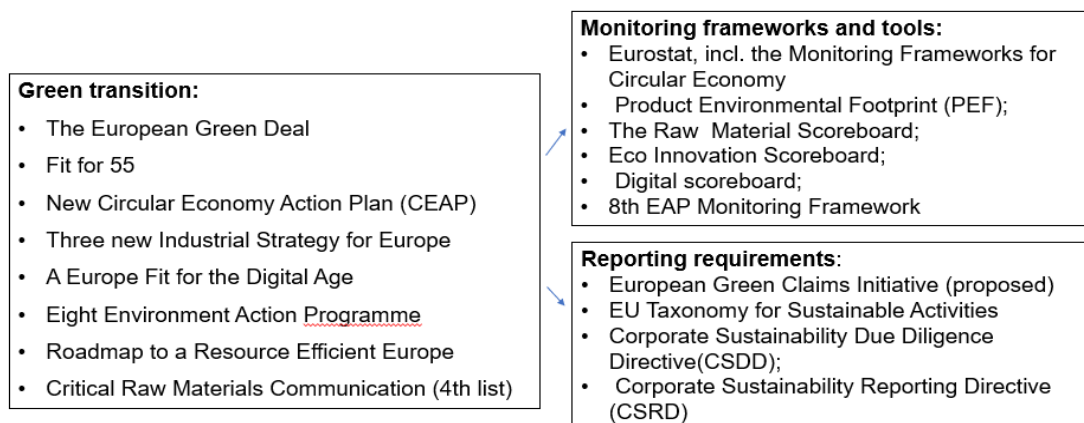 Green transition:
• The European Green Deal
• Fit for 55
• New Circular Economy Action Plan (CEAP)
• Three new Industrial Strategy for Europe
• A Europe Fit for the Digital Age
• Eight Environment Action Programme
• Roadmap to a Resource Efficient Europe
• Critical Raw Materials Communication (4th list)
Monitoring frameworks and tools:
• Eurostat, incl. the Monitoring Frameworks for
Circular Economy
• Product Environmental Footprint (PEF);
• The Raw Material Scoreboard;
• Eco Innovation Scoreboard;
• Digital scoreboard;
• 8th EAP Monitoring Framework
Reporting requirements:
• European Green Claims Initiative (proposed)
• EU Taxonomy for Sustainable Activities
• Corporate Sustainability Due Diligence
Directive(CSDD);
• Corporate Sustainability Reporting Directive
(CSRD)